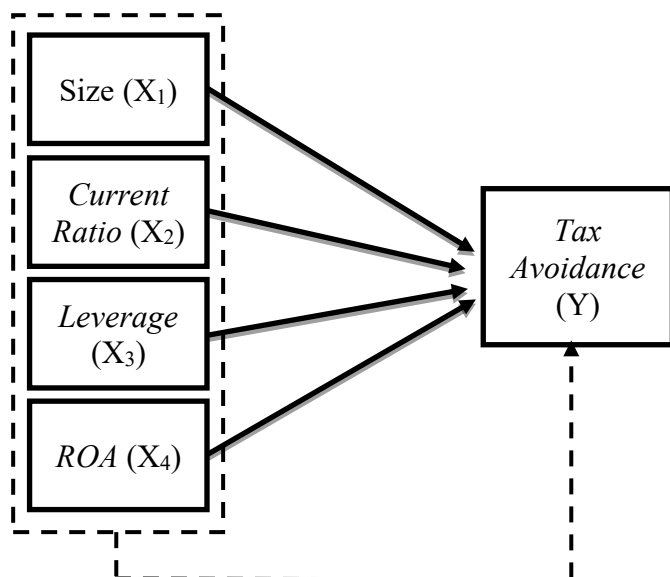 Size (X₁)
Current
Ratio (X₂)
Leverage
(X₃)
ROA (X₄)
Tax
Avoidance
(Y)